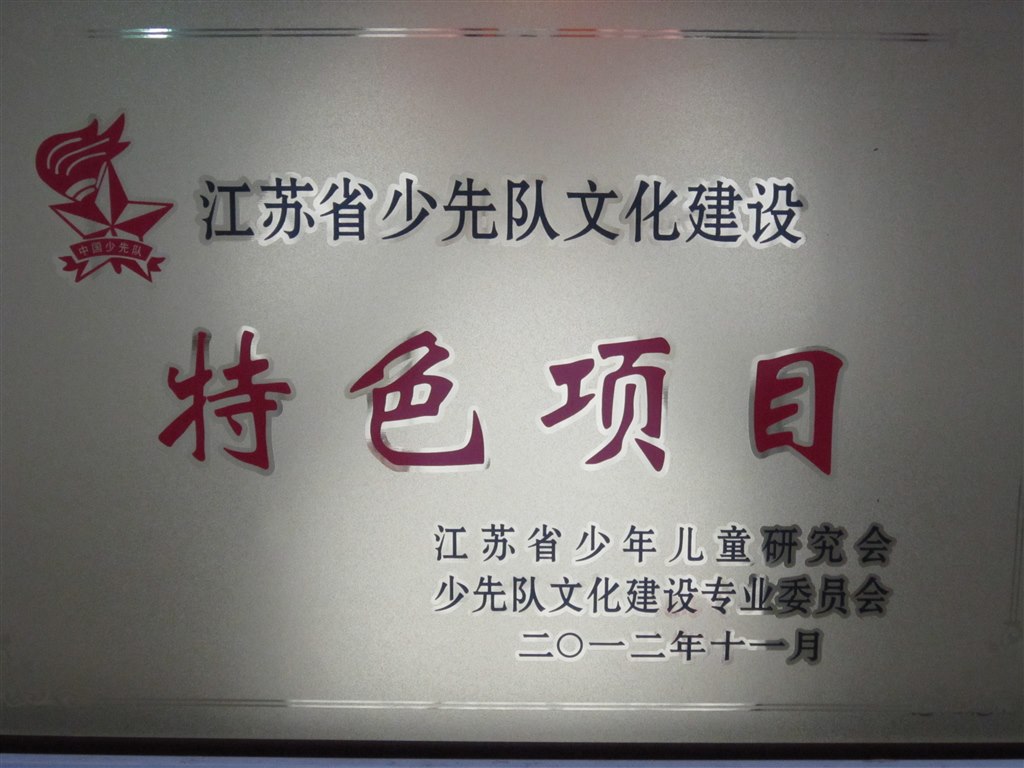 江苏省少先队文化建设
中国少先队
特色项目
江苏省少年儿童研究会
少先队文化建设专业委员会
二〇一二年十一月